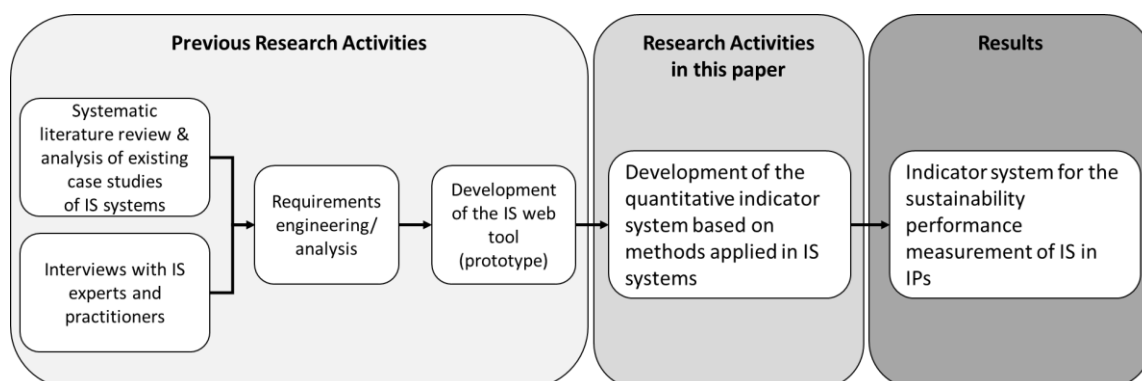 Previous Research Activities
Systematic
literature review &
analysis of existing
case studies
of IS systems
Interviews with IS
experts and
practitioners
Requirements
engineering/
analysis
Development
of the IS web
tool
(prototype)
Research Activities
in this paper
Development of the
quantitative indicator
system based on
methods applied in IS
systems
Results
Indicator system for the
sustainability
performance
measurement of IS in
IPs